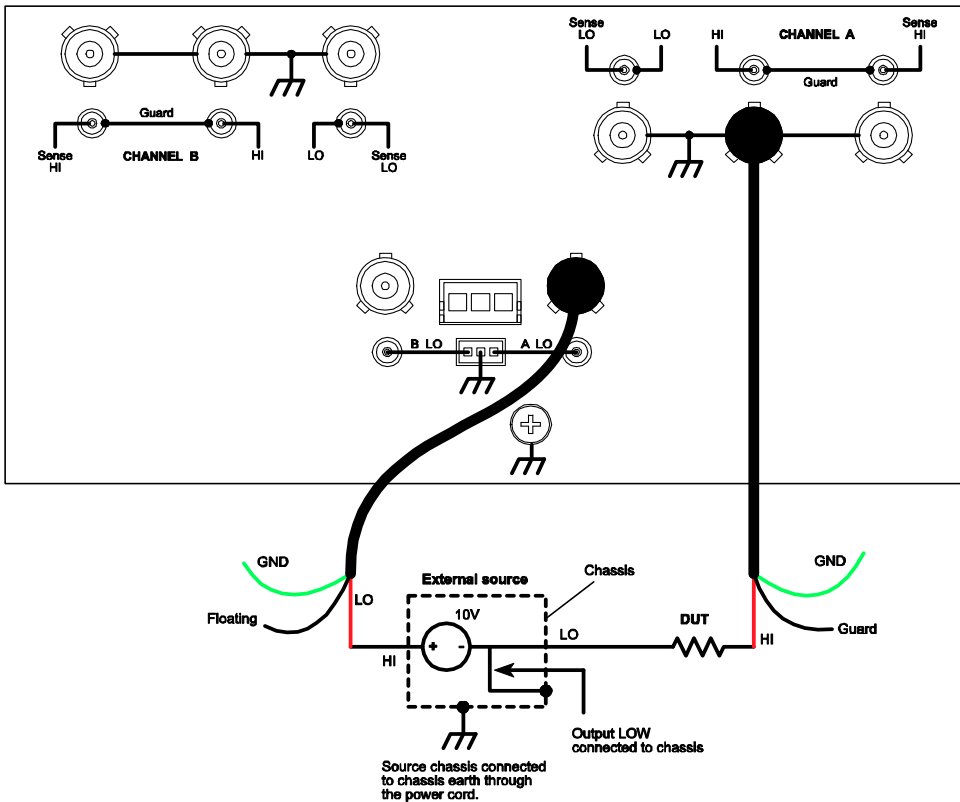 Sense
LO
LO
HI
CHANNEL A
Sense
HI
Guard
Guard
Sense
HI
CHANNEL B
HI
LO
Sense
LO
B LO
A LO
GND
Floating
LO
External source
Chassis
10V
+
-
HI
LO
DUT
HI
GND
Guard
Output LOW
connected to chassis
Source chassis connected
to chassis earth through
the power cord.